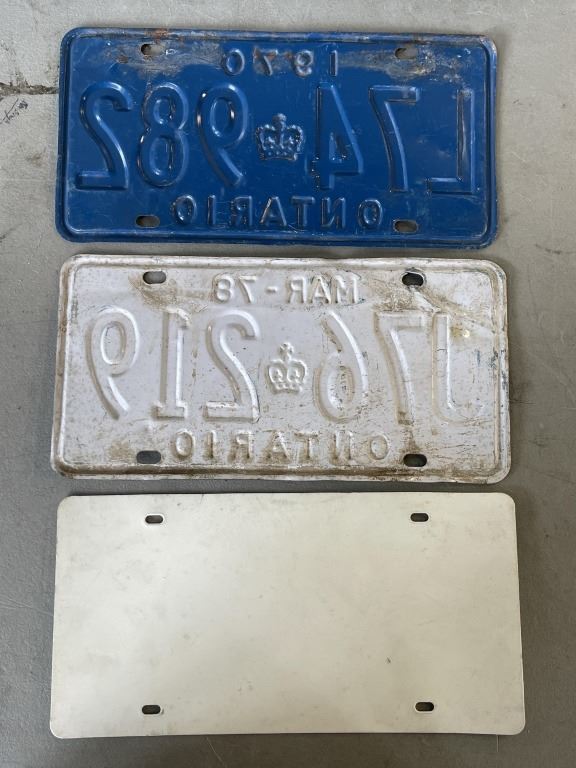 1970
L74 982
ONTARIO
MAR - 78
J76 219
ONTARIO